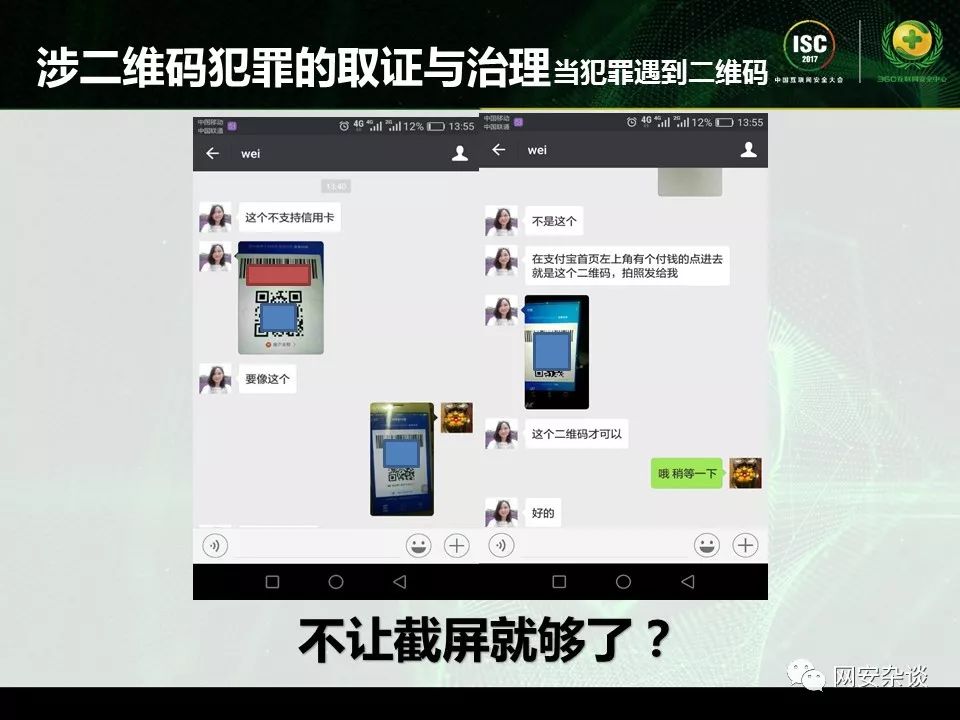 涉二维码犯罪的取证与治理当犯罪遇到二维码
ISC
2017
中国互联网安全大会
360互联网安全中心
中国移动
中国联通
4G 4G 2G 12% 13:55
wei
13:40
这个不支持信用卡
要像这个
中国移动
中国联通
4G 4G 2G 12% 13:55
wei
不是这个
在支付宝首页左上角有个付钱的点进去
就是这个二维码，拍照发给我
这个二维码才可以
哦 稍等一下
好的
不让截屏就够了？
网安杂谈